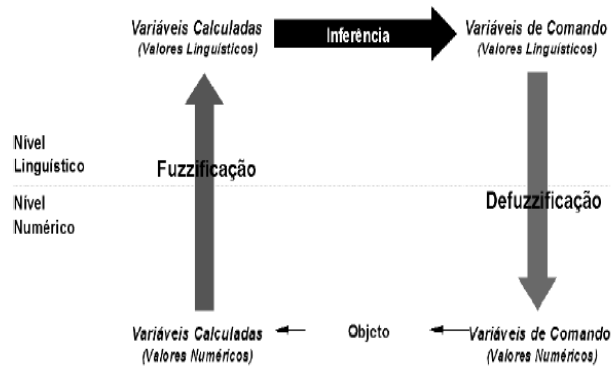 Variáveis Calculadas
(Valores Linguísticos)
Inferência
Variáveis de Comando
(Valores Linguísticos)
Nível
Linguístico
Fuzzificação
Nível
Numérico
Defuzzificação
Variáveis Calculadas
(Valores Numéricos)
Objeto
Variáveis de Comando
(Valores Numéricos)